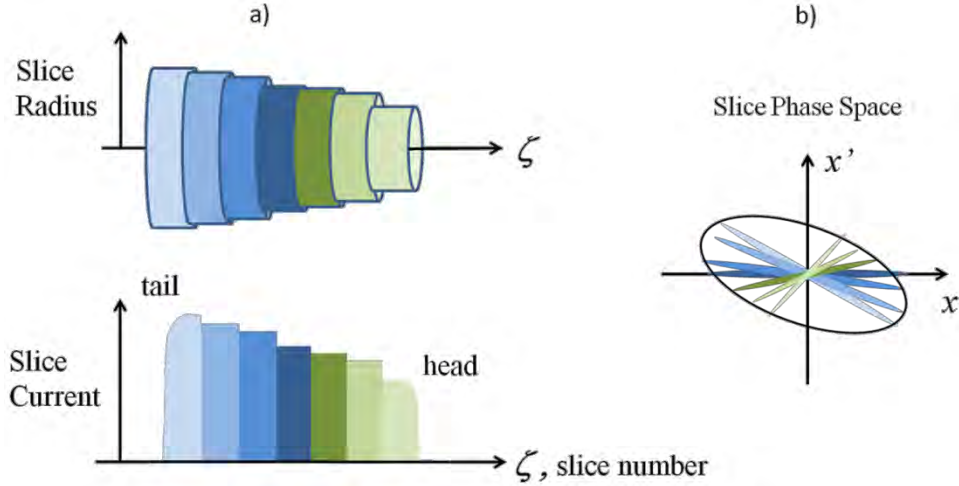 a)
b)
Slice
Radius
ζ
Slice Phase Space
x’
x
tail
Slice
Current
head
ζ, slice number